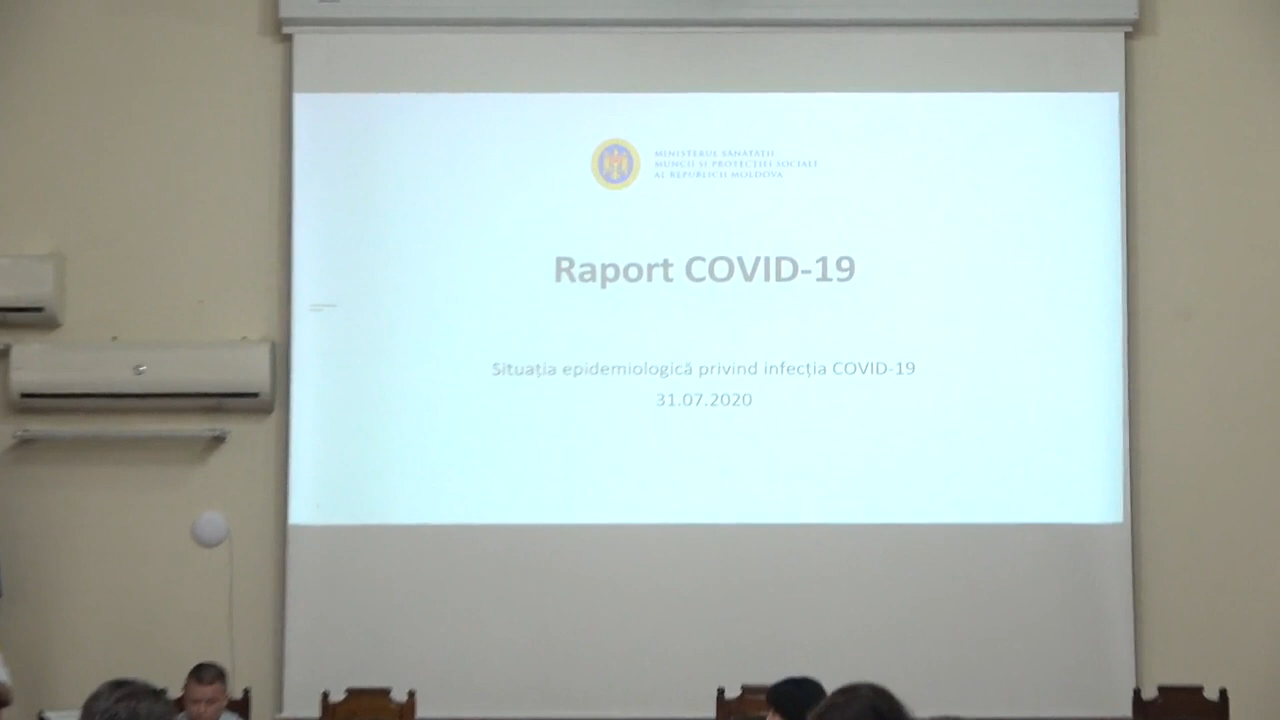 MINISTERUL SĂNĂTĂȚII
MUNCII ȘI PROTECȚIEI SOCIALE
AL REPUBLICII MOLDOVA
Raport COVID-19
Situația epidemiologică privind infecția COVID-19
31.07.2020